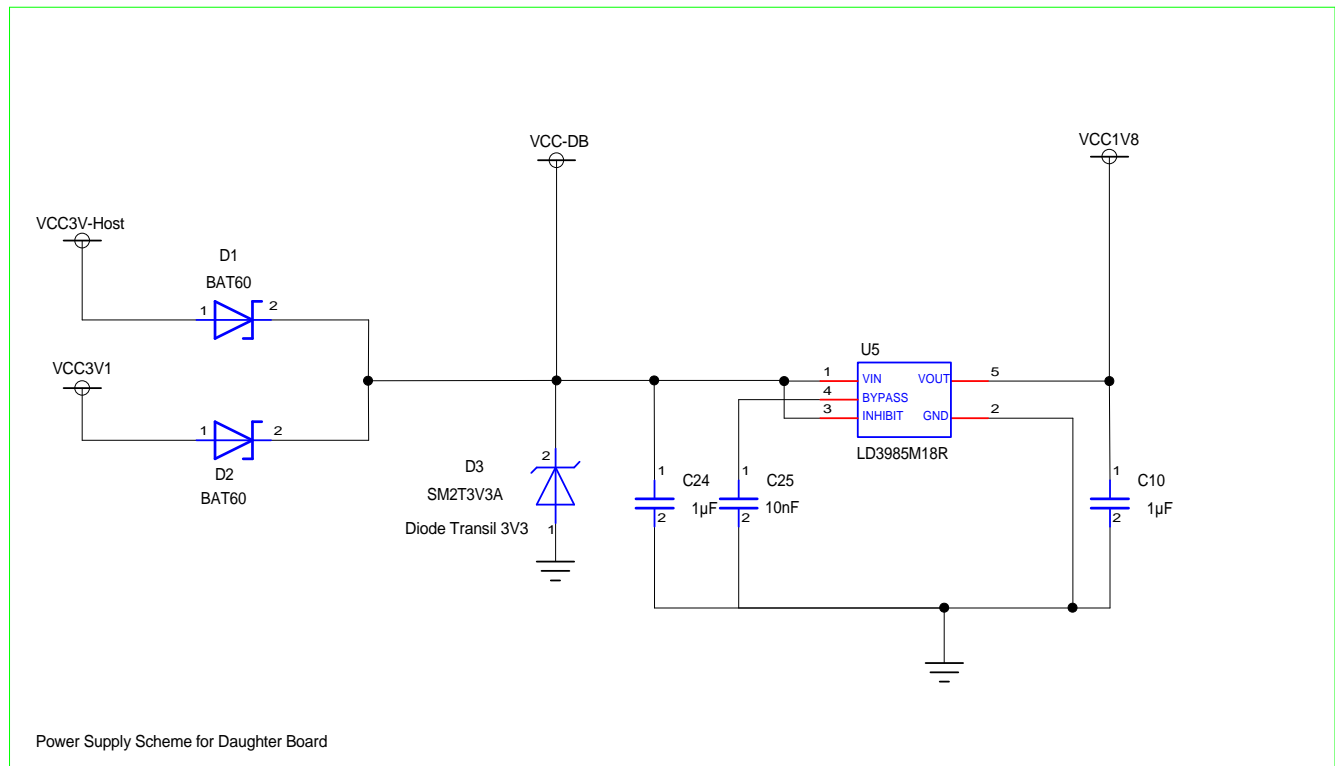 VCC-DB
VCC1V8
VCC3V-Host
D1
BAT60
1
2
VCC3V1
1
2
D2
BAT60
U5
1
VIN
VOUT
5
4
BYPASS
3
INHIBIT
GND
2
LD3985M18R
2
D3
SM2T3V3A
Diode Transil 3V3
1
1
C24
1µF
2
1
C25
10nF
2
1
C10
1µF
2
Power Supply Scheme for Daughter Board